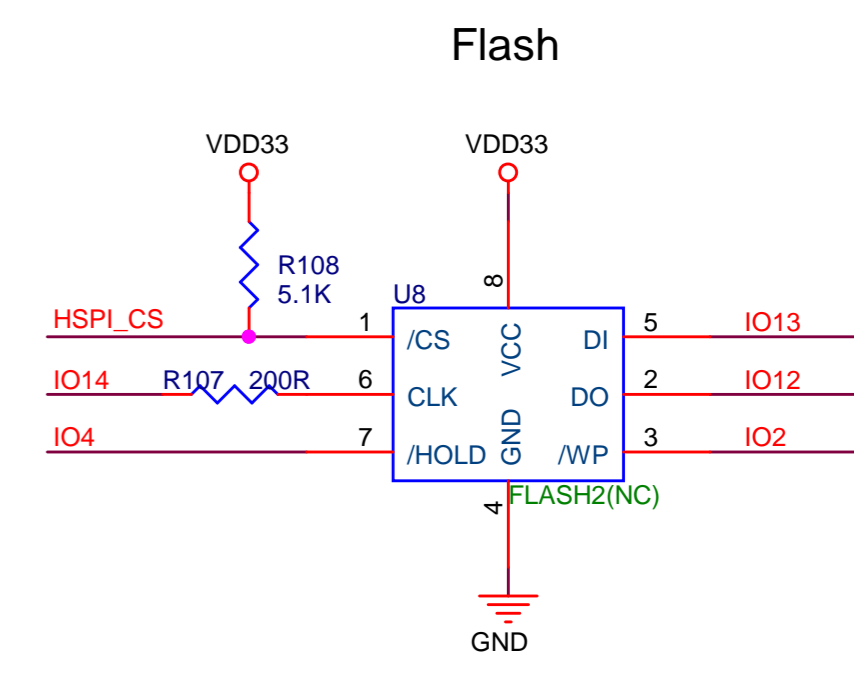 Flash
VDD33
VDD33
R108
5.1K
U8
8
HSPI_CS
1
/CS
VCC
DI
5
IO13
IO14
R107
200R
6
CLK
DO
2
IO12
IO4
7
/HOLD
GND
/WP
3
IO2
FLASH2(NC)
4
GND